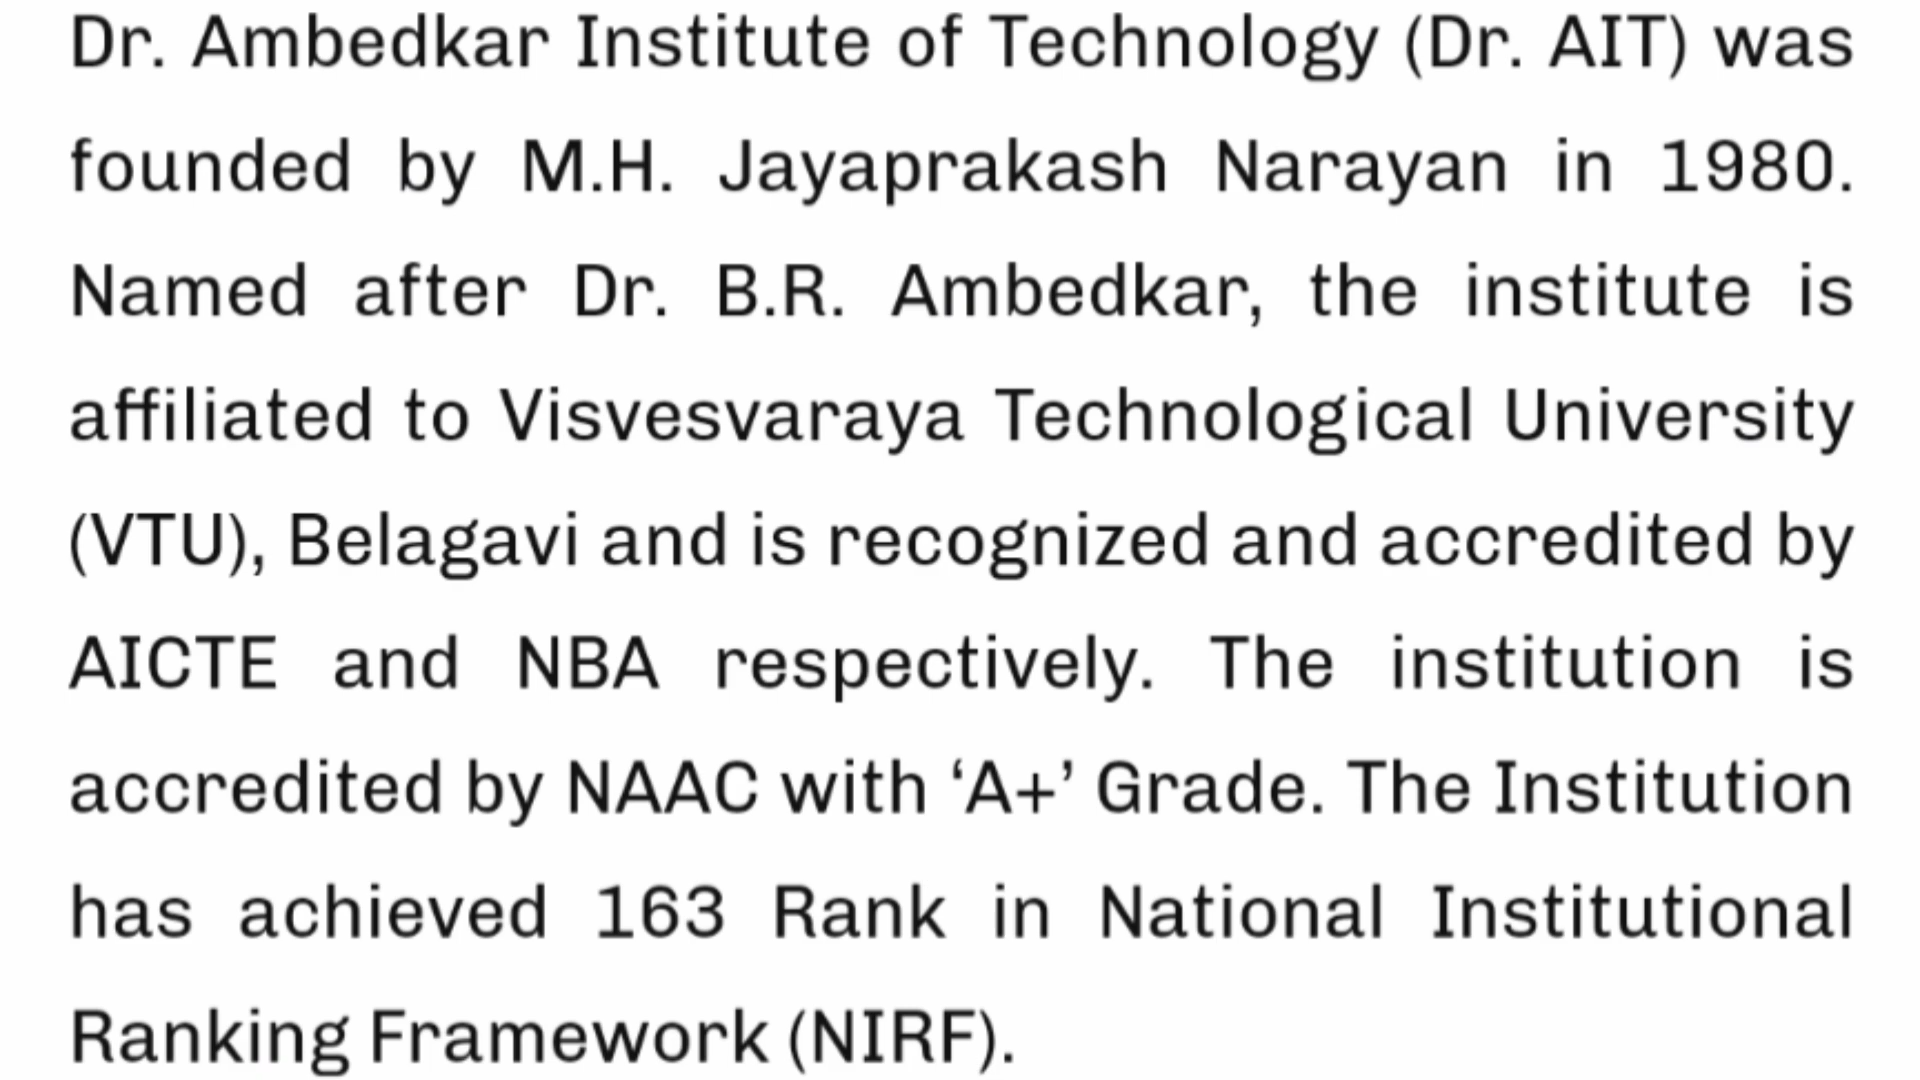 Dr. Ambedkar Institute of Technology (Dr. AIT) was
founded by M.H. Jayaprakash Narayan in 1980.
Named after Dr. B.R. Ambedkar, the institute is
affiliated to Visvesvaraya Technological University
(VTU), Belagavi and is recognized and accredited by
AICTE and NBA respectively. The institution is
accredited by NAAC with ‘A+’ Grade. The Institution
has achieved 163 Rank in National Institutional
Ranking Framework (NIRF).